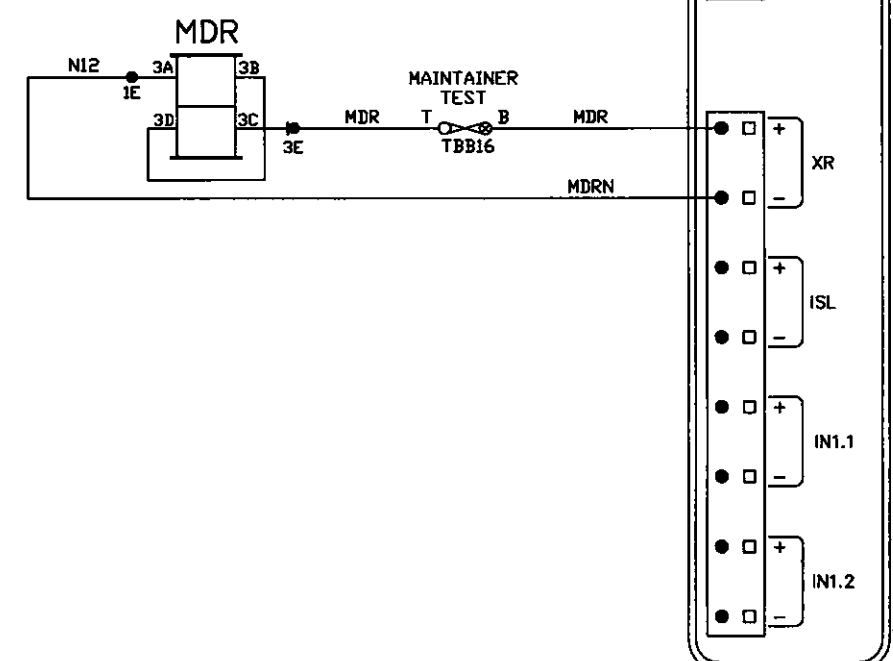 MDR
N12
3A
3B
1E
3D
3C
3E
MDR
MAINTAINER
TEST
T
B
TBB16
MDR
MDRN
+
XR
-
+
ISL
-
+
IN1.1
-
+
IN1.2
-